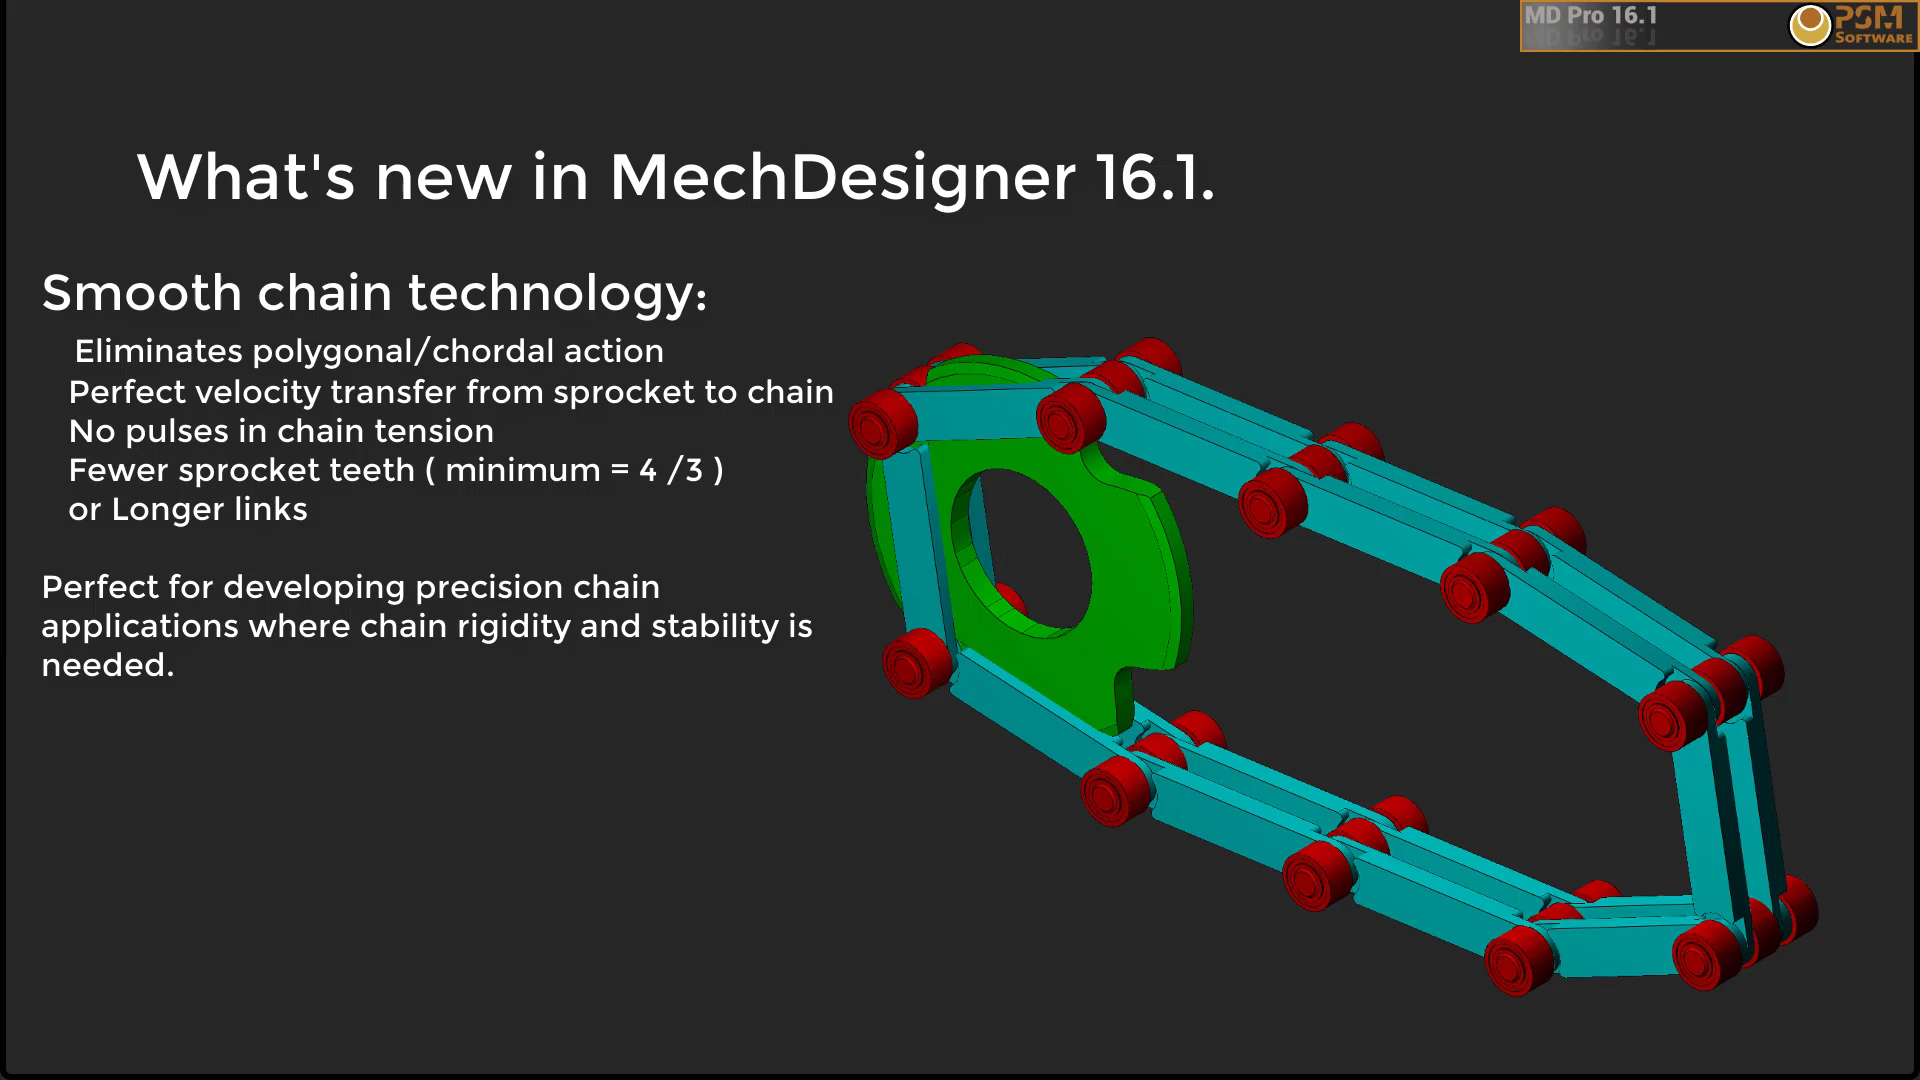 MD Pro 16.1
PSM
SOFTWARE
What's new in MechDesigner 16.1.
Smooth chain technology:
Eliminates polygonal/chordal action
Perfect velocity transfer from sprocket to chain
No pulses in chain tension
Fewer sprocket teeth ( minimum = 4 /3 )
or Longer links
Perfect for developing precision chain
applications where chain rigidity and stability is
needed.